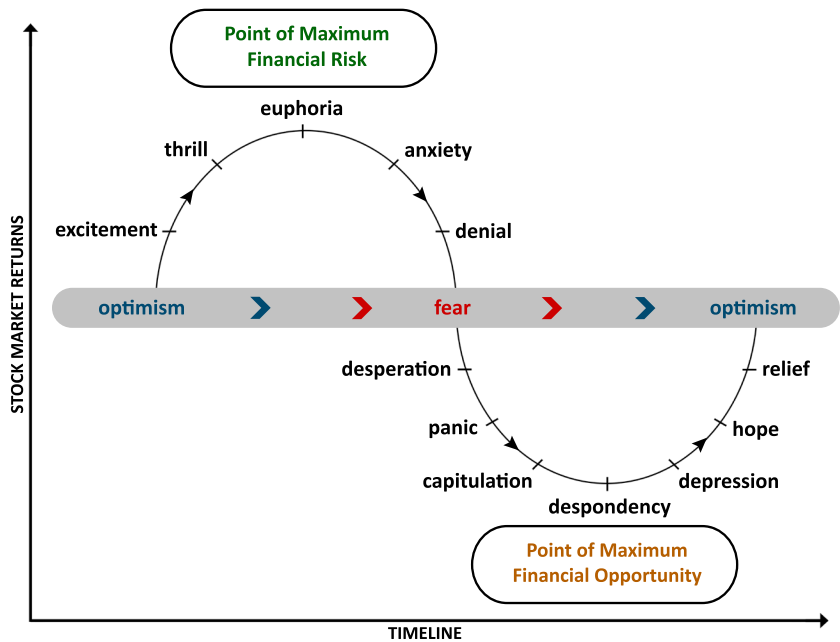 Point of Maximum
Financial Risk
euphoria
thrill
anxiety
excitement
denial
optimism
fear
optimism
desperation
relief
panic
hope
capitulation
depression
despondency
Point of Maximum
Financial Opportunity
STOCK MARKET RETURNS
TIMELINE